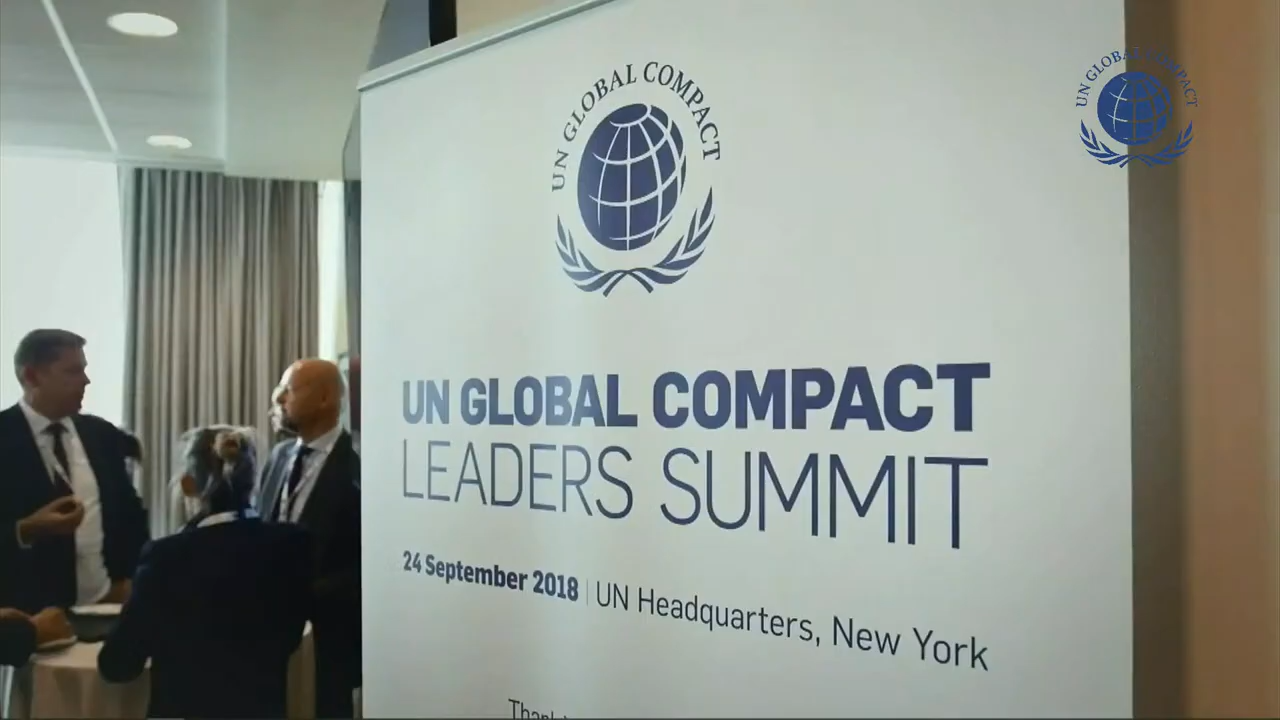 UN GLOBAL COMPACT
UN GLOBAL COMPACT
UN GLOBAL COMPACT
LEADERS SUMMIT
24 September 2018 | UN Headquarters, New York